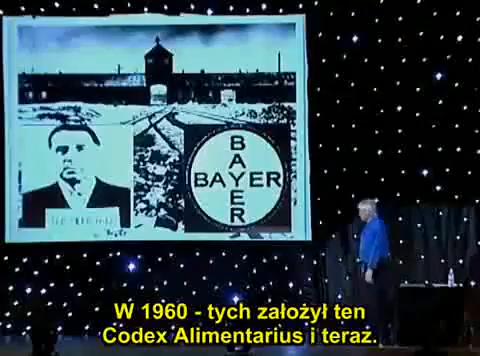 BAYER
BAYER
W 1960 - tych założył ten
Codex Alimentarius i teraz.